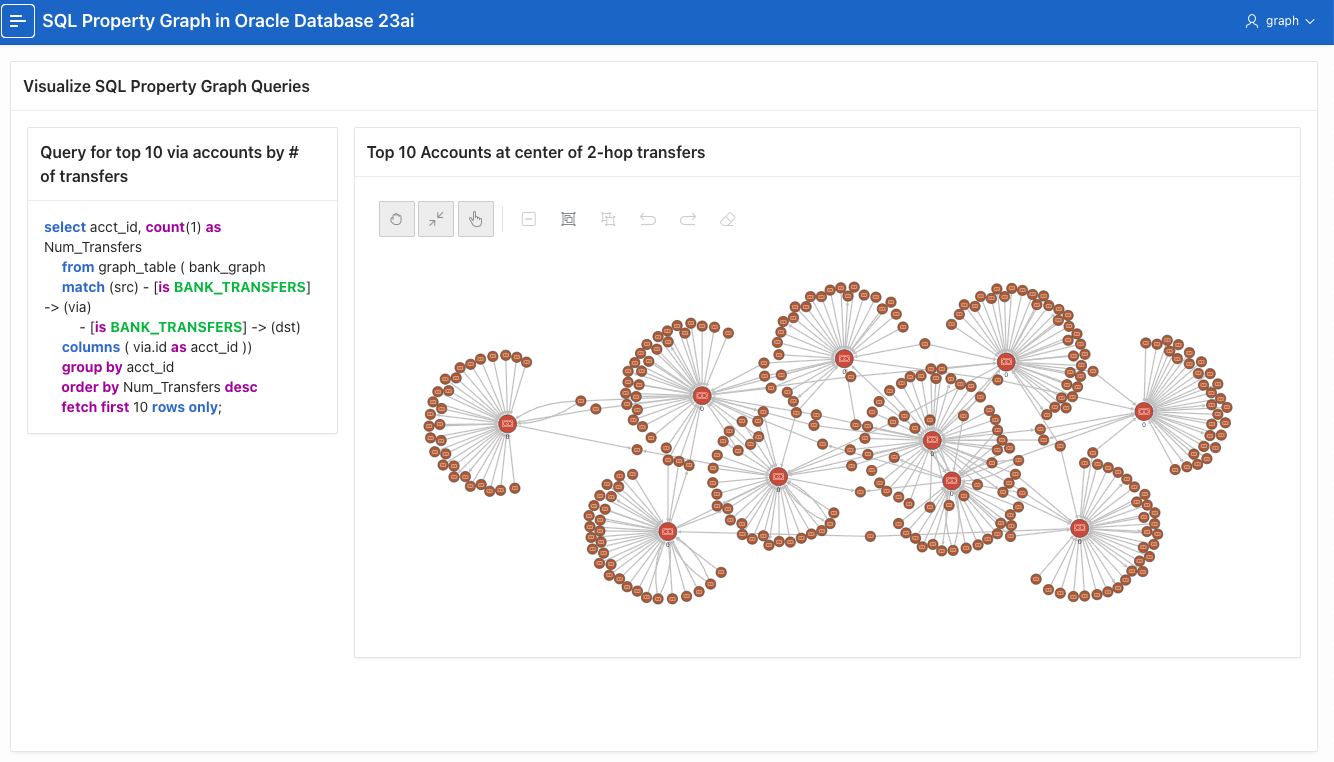 SQL Property Graph in Oracle Database 23ai
graph
Visualize SQL Property Graph Queries
Query for top 10 via accounts by #
of transfers
select acct_id, count(1) as
Num_Transfers
from graph_table ( bank_graph
match (src) - [is BANK_TRANSFERS]
-> (via)
- [is BANK_TRANSFERS] -> (dst)
columns ( via.id as acct_id ))
group by acct_id
order by Num_Transfers desc
fetch first 10 rows only;
Top 10 Accounts at center of 2-hop transfers